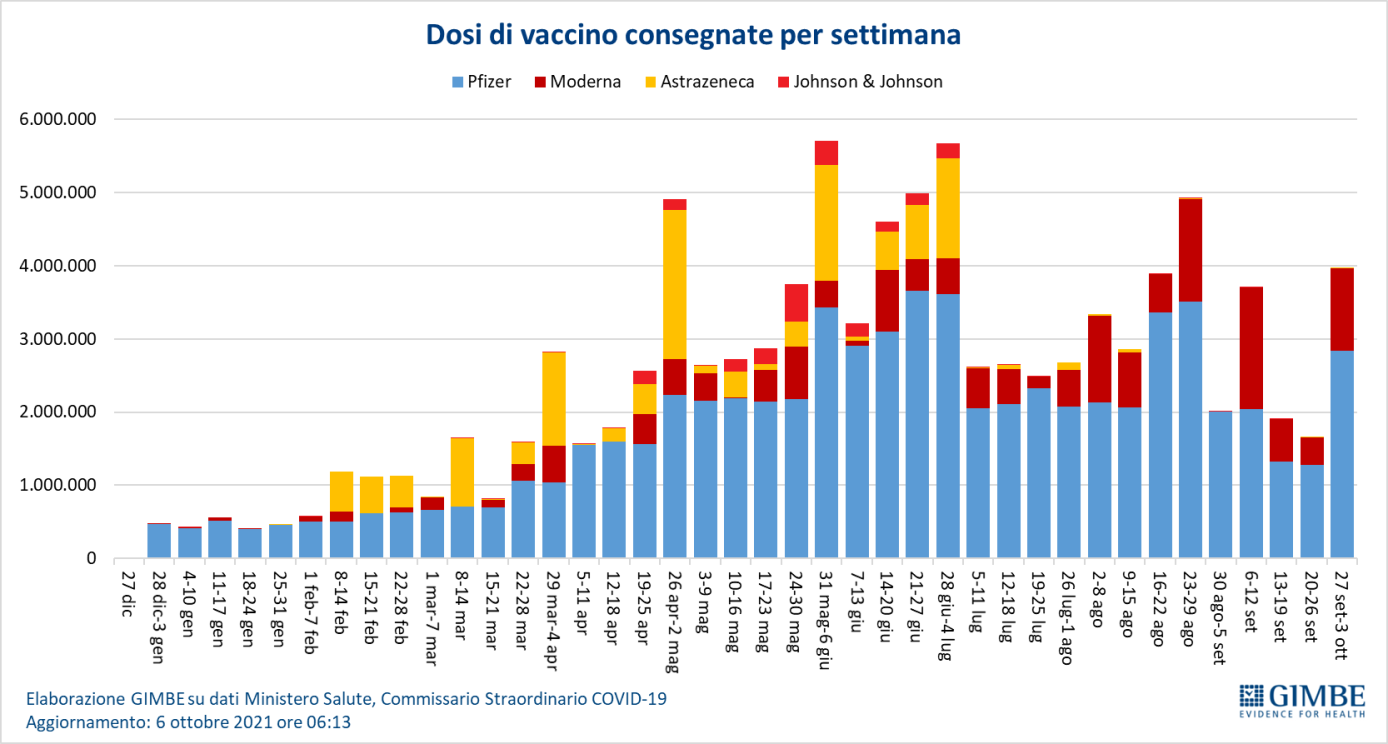 Dosi di vaccino consegnate per settimana
Pfizer Moderna Astrazeneca Johnson & Johnson
6.000.000
5.000.000
4.000.000
3.000.000
2.000.000
1.000.000
0
27 dic
28 dic-3 gen
4-10 gen
11-17 gen
18-24 gen
25-31 gen
1 feb-7 feb
8-14 feb
15-21 feb
22-28 feb
1 mar-7 mar
8-14 mar
15-21 mar
22-28 mar
29 mar-4 apr
5-11 apr
12-18 apr
19-25 apr
26 apr-2 mag
3-9 mag
10-16 mag
17-23 mag
24-30 mag
31 mag-6 giu
7-13 giu
14-20 giu
21-27 giu
28 giu-4 lug
5-11 lug
12-18 lug
19-25 lug
26 lug-1 ago
2-8 ago
9-15 ago
16-22 ago
23-29 ago
30 ago-5 set
6-12 set
13-19 set
20-26 set
27 set-3 ott
Elaborazione GIMBE su dati Ministero Salute, Commissario Straordinario COVID-19
Aggiornamento: 6 ottobre 2021 ore 06:13
GIMBE
EVIDENCE FOR HEALTH